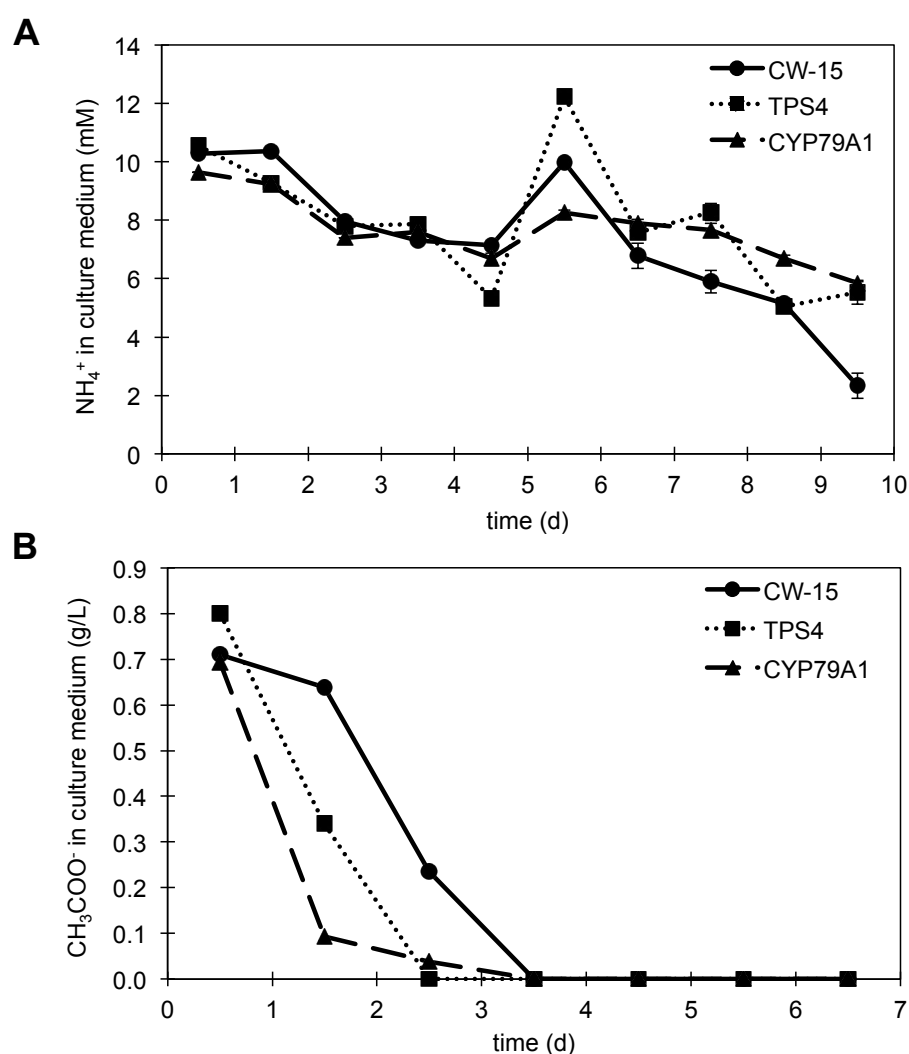 A
14
12
10
8
6
4
2
0
NH₄⁺ in culture medium (mM)
CW-15
TPS4
CYP79A1
0 1 2 3 4 5 6 7 8 9 10
time (d)
B
0.9
0.8
0.7
0.6
0.5
0.4
0.3
0.2
0.1
0.0
CH₃COO⁻ in culture medium (g/L)
CW-15
TPS4
CYP79A1
0 1 2 3 4 5 6 7
time (d)